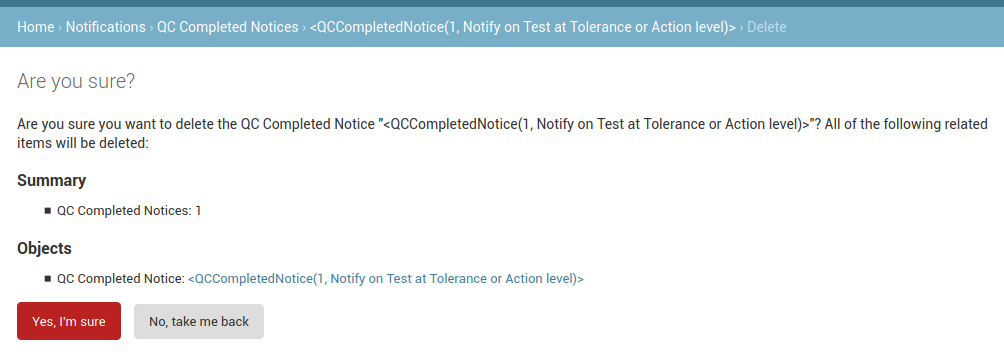 Home › Notifications › QC Completed Notices › <QCCompletedNotice(1, Notify on Test at Tolerance or Action level)> › Delete
Are you sure?
Are you sure you want to delete the QC Completed Notice "<QCCompletedNotice(1, Notify on Test at Tolerance or Action level)>"? All of the following related
items will be deleted:
Summary
QC Completed Notices: 1
Objects
QC Completed Notice: <QCCompletedNotice(1, Notify on Test at Tolerance or Action level)>
Yes, I'm sure
No, take me back